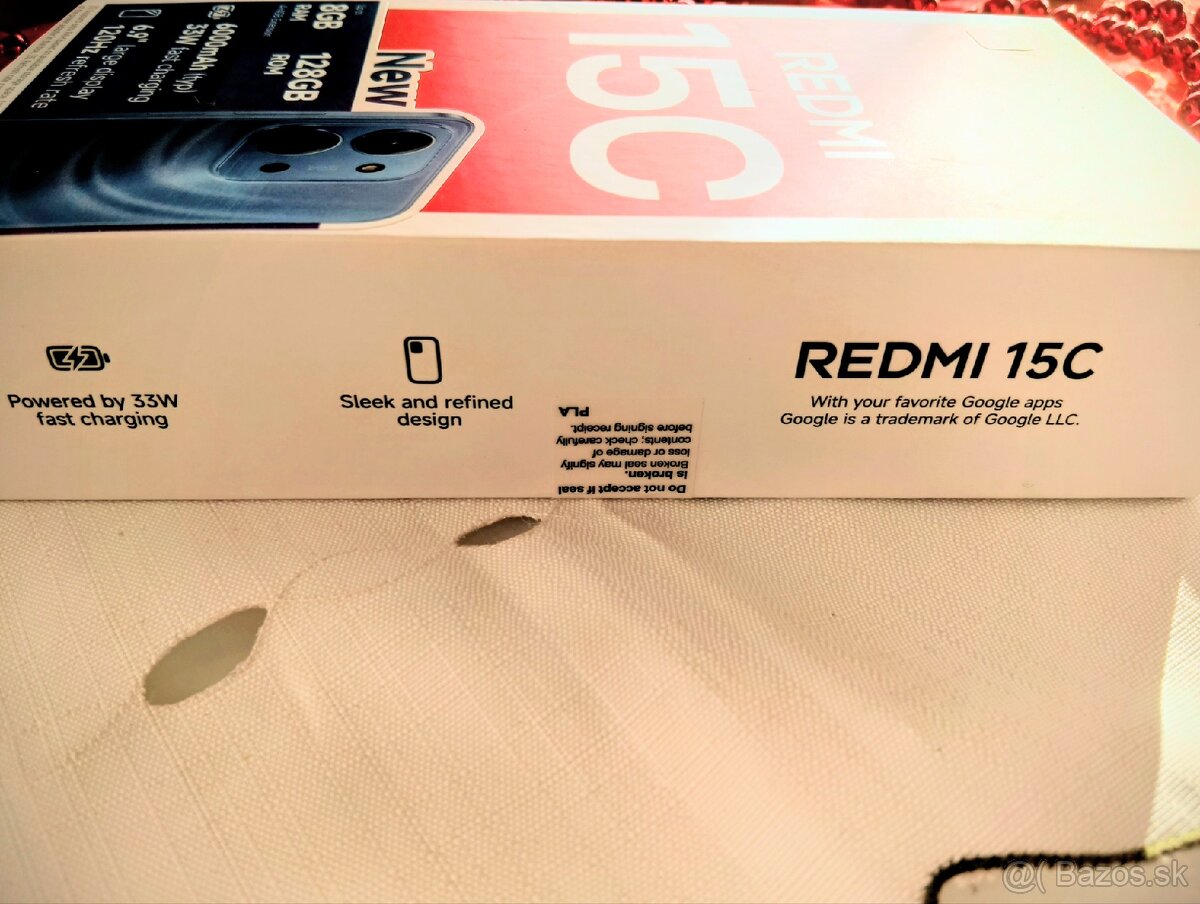 REDMI
15C
New
8GB
RAM
128GB
ROM
6000mAh (typ)
33W fast charging
6.9" large display
120Hz refresh rate
Powered by 33W
fast charging
Sleek and refined
design
Do not accept if seal
is broken.
Broken seal may signify
loss or damage of
contents; check carefully
before signing receipt.
PLA
REDMI 15C
With your favorite Google apps
Google is a trademark of Google LLC.
@( Bazos.sk